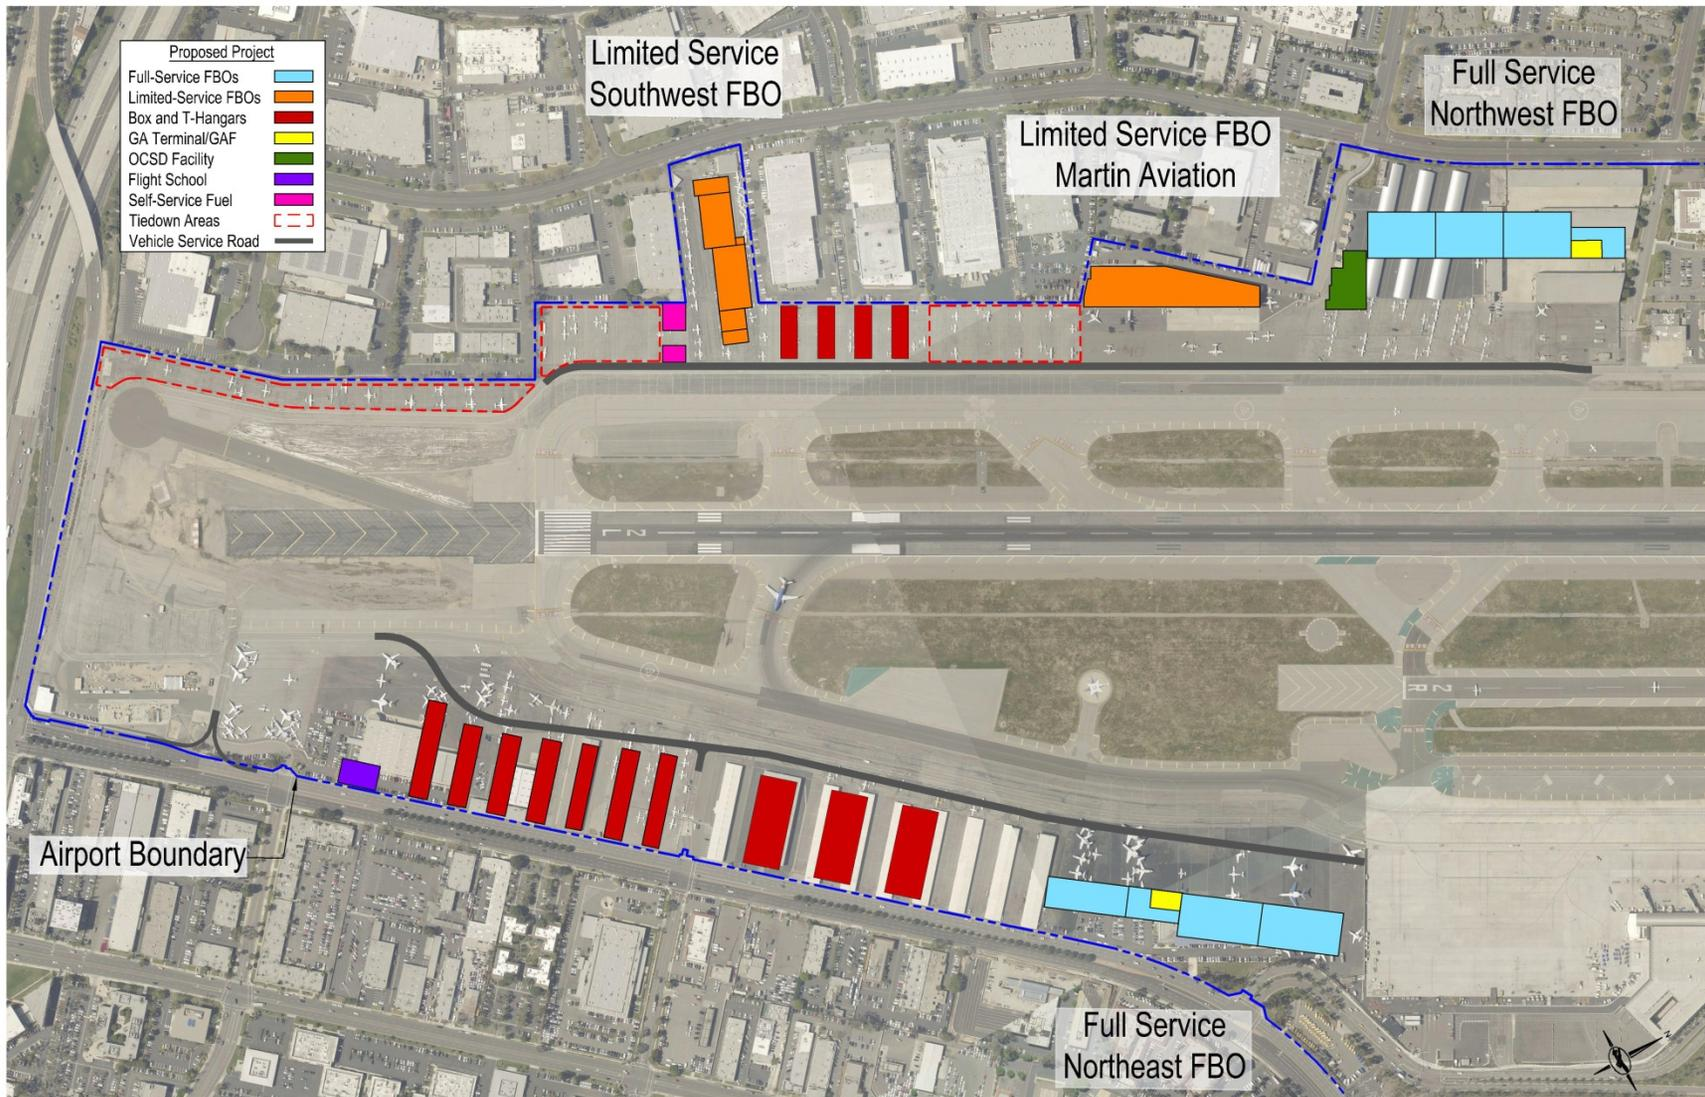 Proposed Project
Full-Service FBOs
Limited-Service FBOs
Box and T-Hangars
GA Terminal/GAF
OCSD Facility
Flight School
Self-Service Fuel
Tiedown Areas
Vehicle Service Road
Limited Service
Southwest FBO
Limited Service FBO
Martin Aviation
Full Service
Northwest FBO
2
L
2
R
Airport Boundary
Full Service
Northeast FBO
N